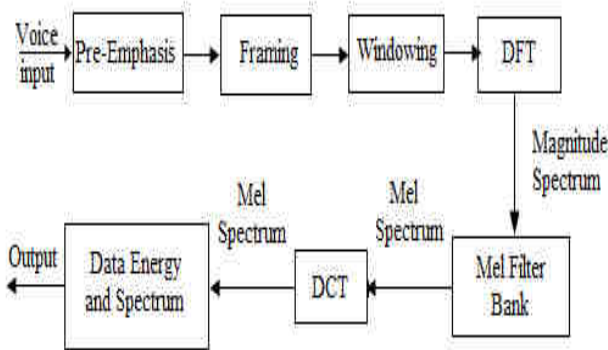 Voice
input
Pre-Emphasis
Framing
Windowing
DFT
Magnitude
Spectrum
Mel Filter
Bank
Mel
Spectrum
DCT
Mel
Spectrum
Data Energy
and Spectrum
Output